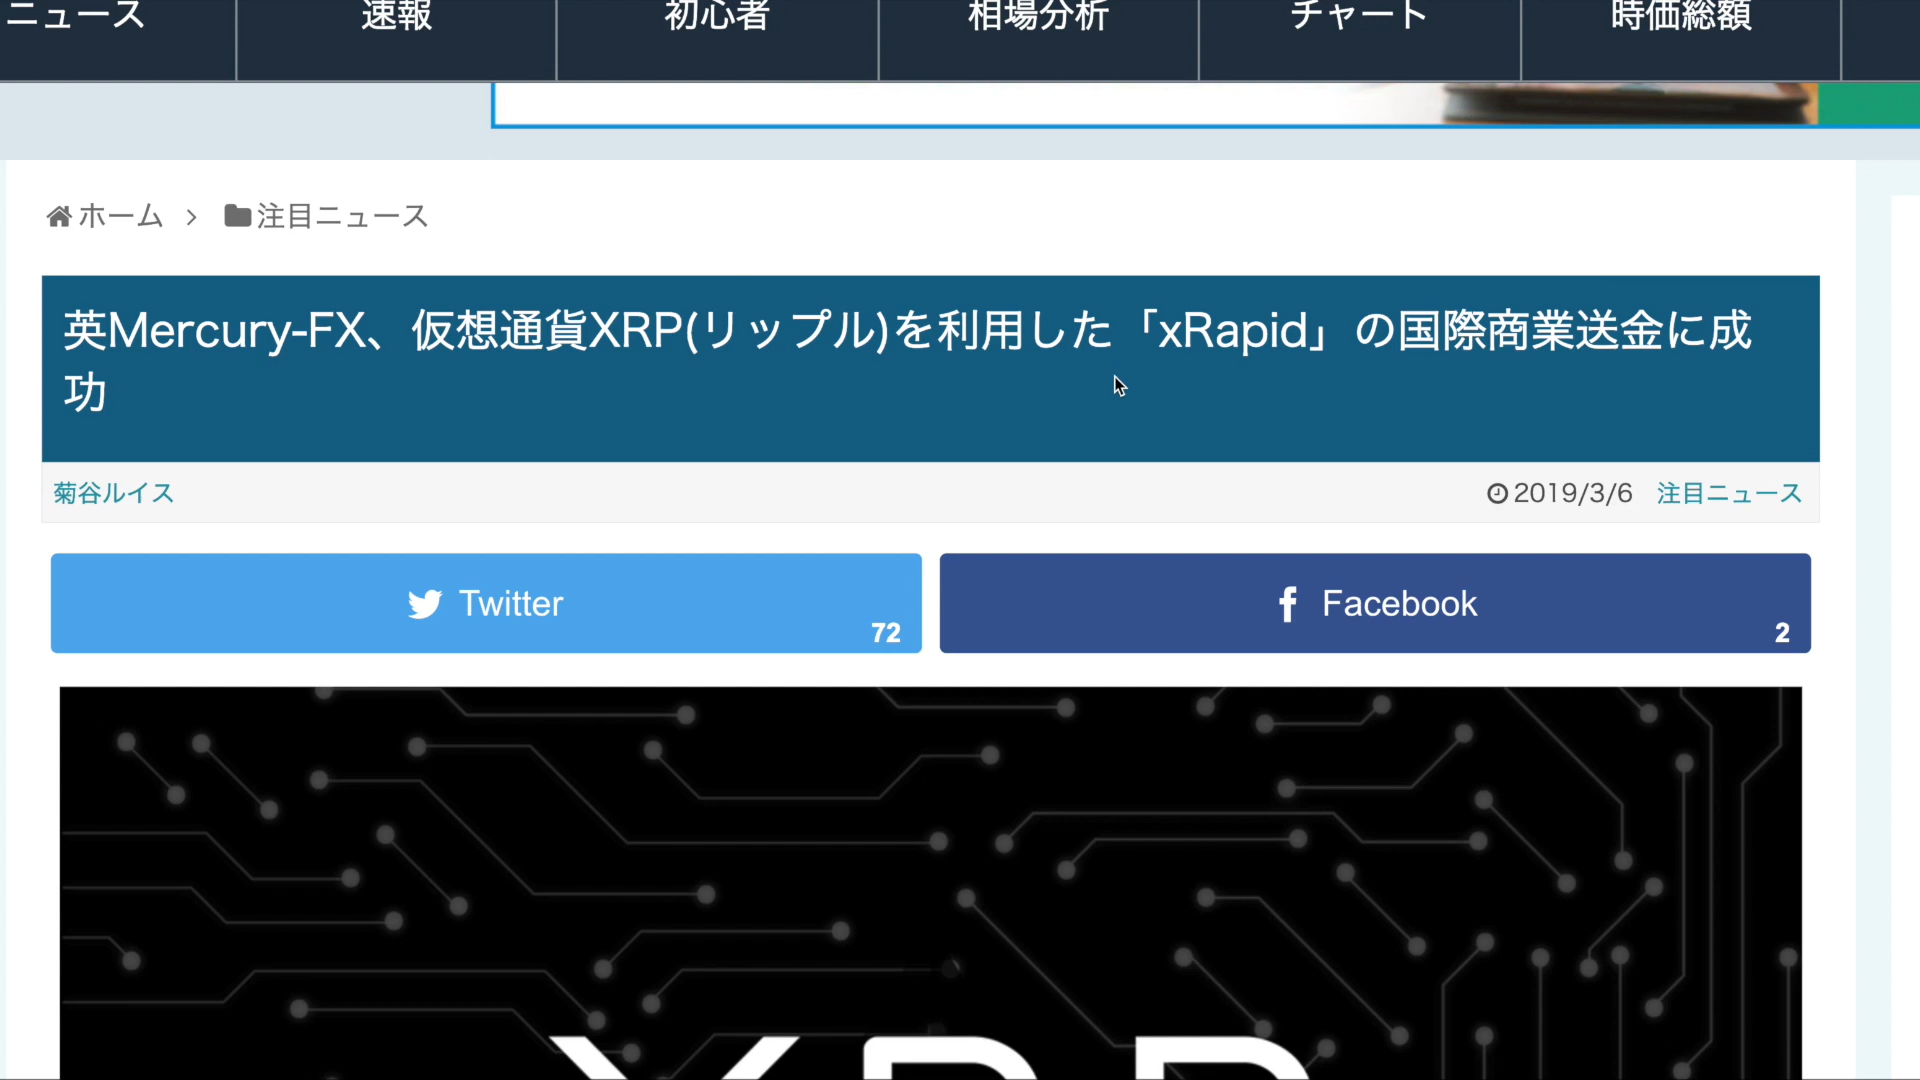 ニュース 速報 初心者 相場分析 チャート 時価総額
ホーム > 注目ニュース
英Mercury-FX、仮想通貨XRP(リップル)を利用した「xRapid」の国際商業送金に成
功
菊谷ルイス 2019/3/6 注目ニュース
Twitter 72 Facebook 2
XRP